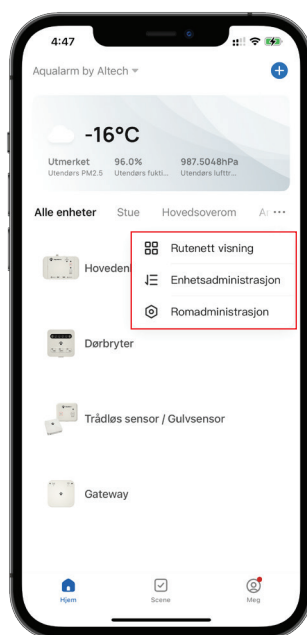 4:47
Aqualarm by Altech
-16°C
Utmerket 96.0% 987.5048hPa
Utendørs PM2.5 Utendørs fukti... Utendørs lufttr...
Alle enheter Stue Hovedsoverom
Rutenett visning
Hovedenh
Enhetsadministrasjon
Romadministrasjon
Dørbryter
Trådløs sensor / Gulvsensor
Gateway
Hjem Scene Meg